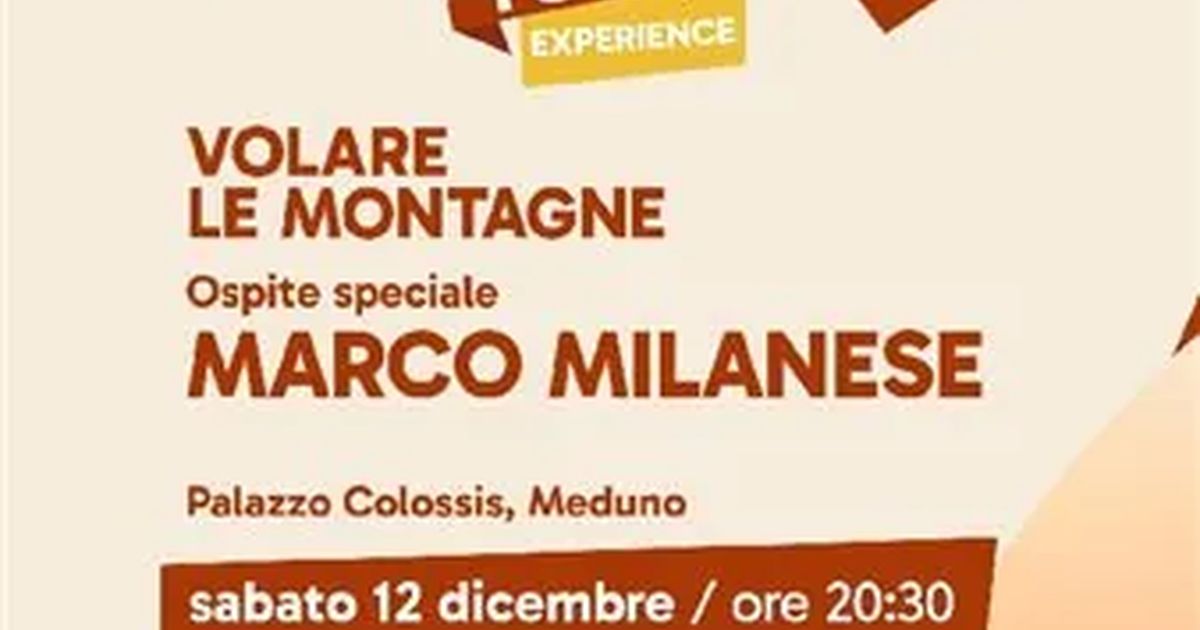 EXPERIENCE
VOLARE
LE MONTAGNE
Ospite speciale
MARCO MILANESE
Palazzo Colossis, Meduno
sabato 12 dicembre / ore 20:30